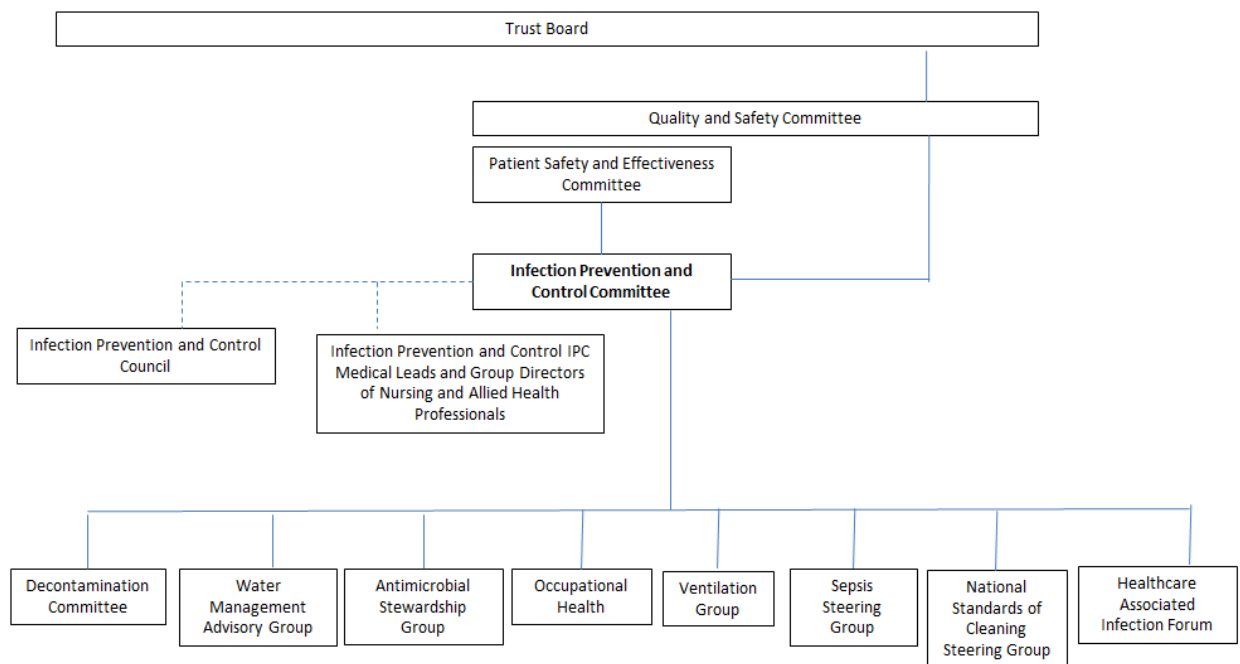 Trust Board
Quality and Safety Committee
Patient Safety and Effectiveness
Committee
Infection Prevention and
Control Committee
Infection Prevention and Control
Council
Infection Prevention and Control IPC
Medical Leads and Group Directors
of Nursing and Allied Health
Professionals
Decontamination
Committee
Water
Management
Advisory Group
Antimicrobial
Stewardship
Group
Occupational
Health
Ventilation
Group
Sepsis
Steering
Group
National
Standards of
Cleaning
Steering Group
Healthcare
Associated
Infection Forum